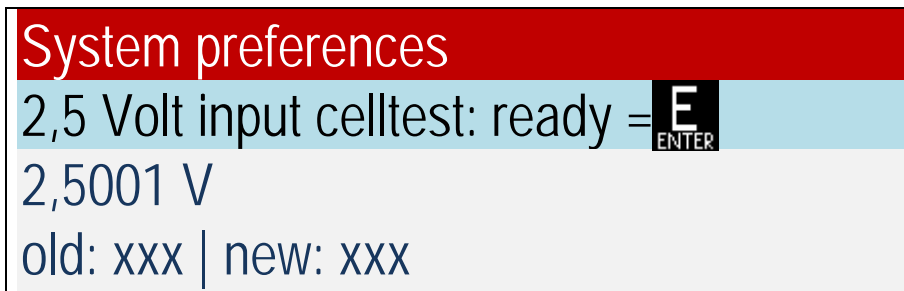 System preferences
2,5 Volt input celltest: ready =E ENTER
2,5001 V
old: xxx | new: xxx